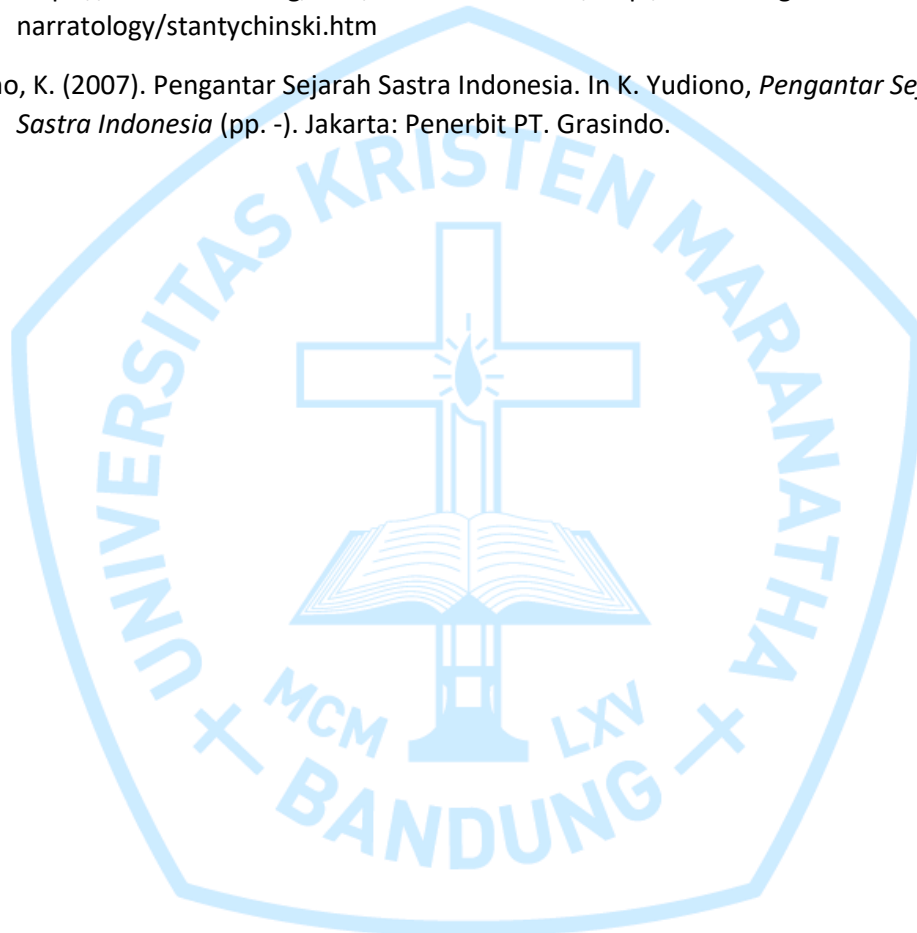 narratology/stantychinski.htm
no, K. (2007). Pengantar Sejarah Sastra Indonesia. In K. Yudiono, Pengantar Sej
Sastra Indonesia (pp. -). Jakarta: Penerbit PT. Grasindo.
UNIVERSITAS KRISTEN MARANATHA
MCM LXV
BANDUNG